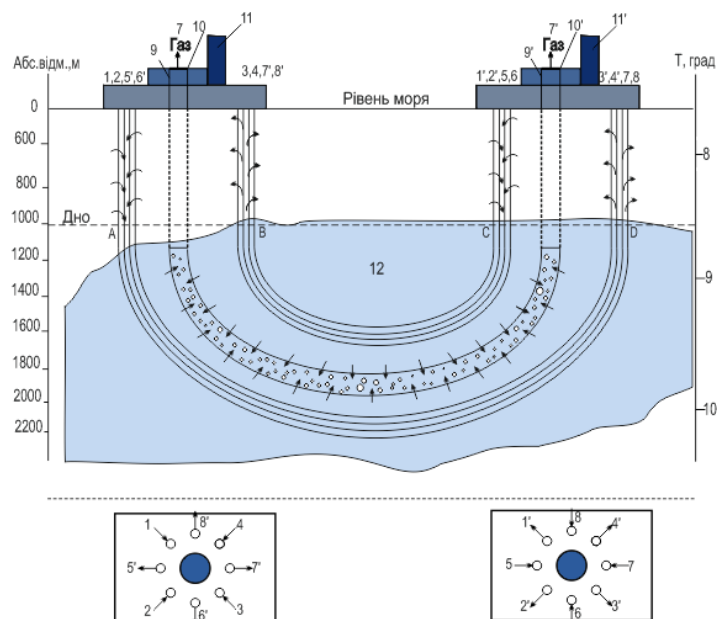 7 10 11
Газ
9
Абс.відм.,м
1,2,5',6' 3,4,7',8'
7' 10' 11'
Газ
9'
Т, град
1',2',5,6 3',4',7,8
0
600
800
1000
1200
1400
1600
1800
2000
2200
Рівень моря
Дно
A B C D
12
8
9
10
1 8' 4
5' 7'
2 6' 3
1' 8 4'
5 7
2' 6 3'